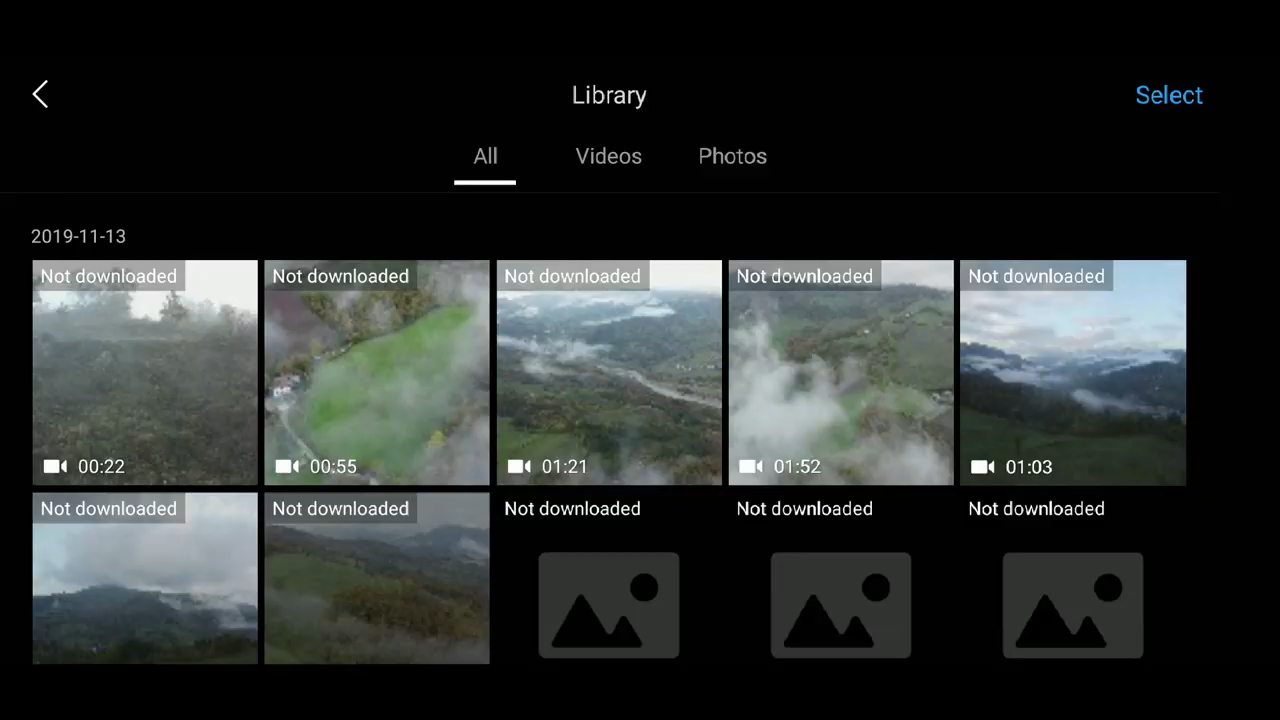 Library
Select
All
Videos
Photos
2019-11-13
Not downloaded
Not downloaded
Not downloaded
Not downloaded
Not downloaded
00:22
00:55
01:21
01:52
01:03
Not downloaded
Not downloaded
Not downloaded
Not downloaded
Not downloaded